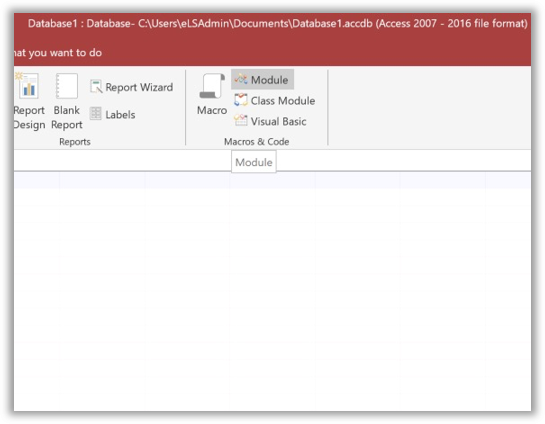 Database1 : Database- C:\Users\eLSAdmin\Documents\Database1.accdb (Access 2007 - 2016 file format)
hat you want to do
Report Design
Blank Report
Report Wizard
Labels
Reports
Macro
Module
Class Module
Visual Basic
Macros & Code
Module